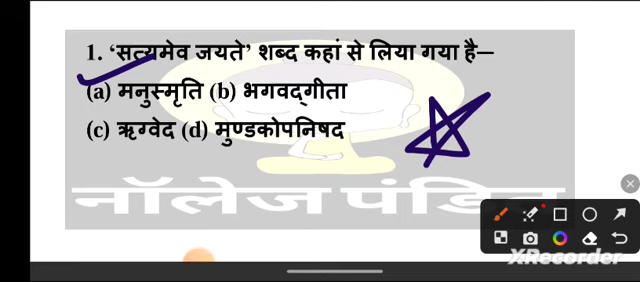 1. ‘सत्यमेव जयते’ शब्द कहां से लिया गया है–
(a) मनुस्मृति (b) भगवद्गीता
(c) ऋग्वेद (d) मुण्डकोपनिषद
नॉलेज पंडित
XRecorder